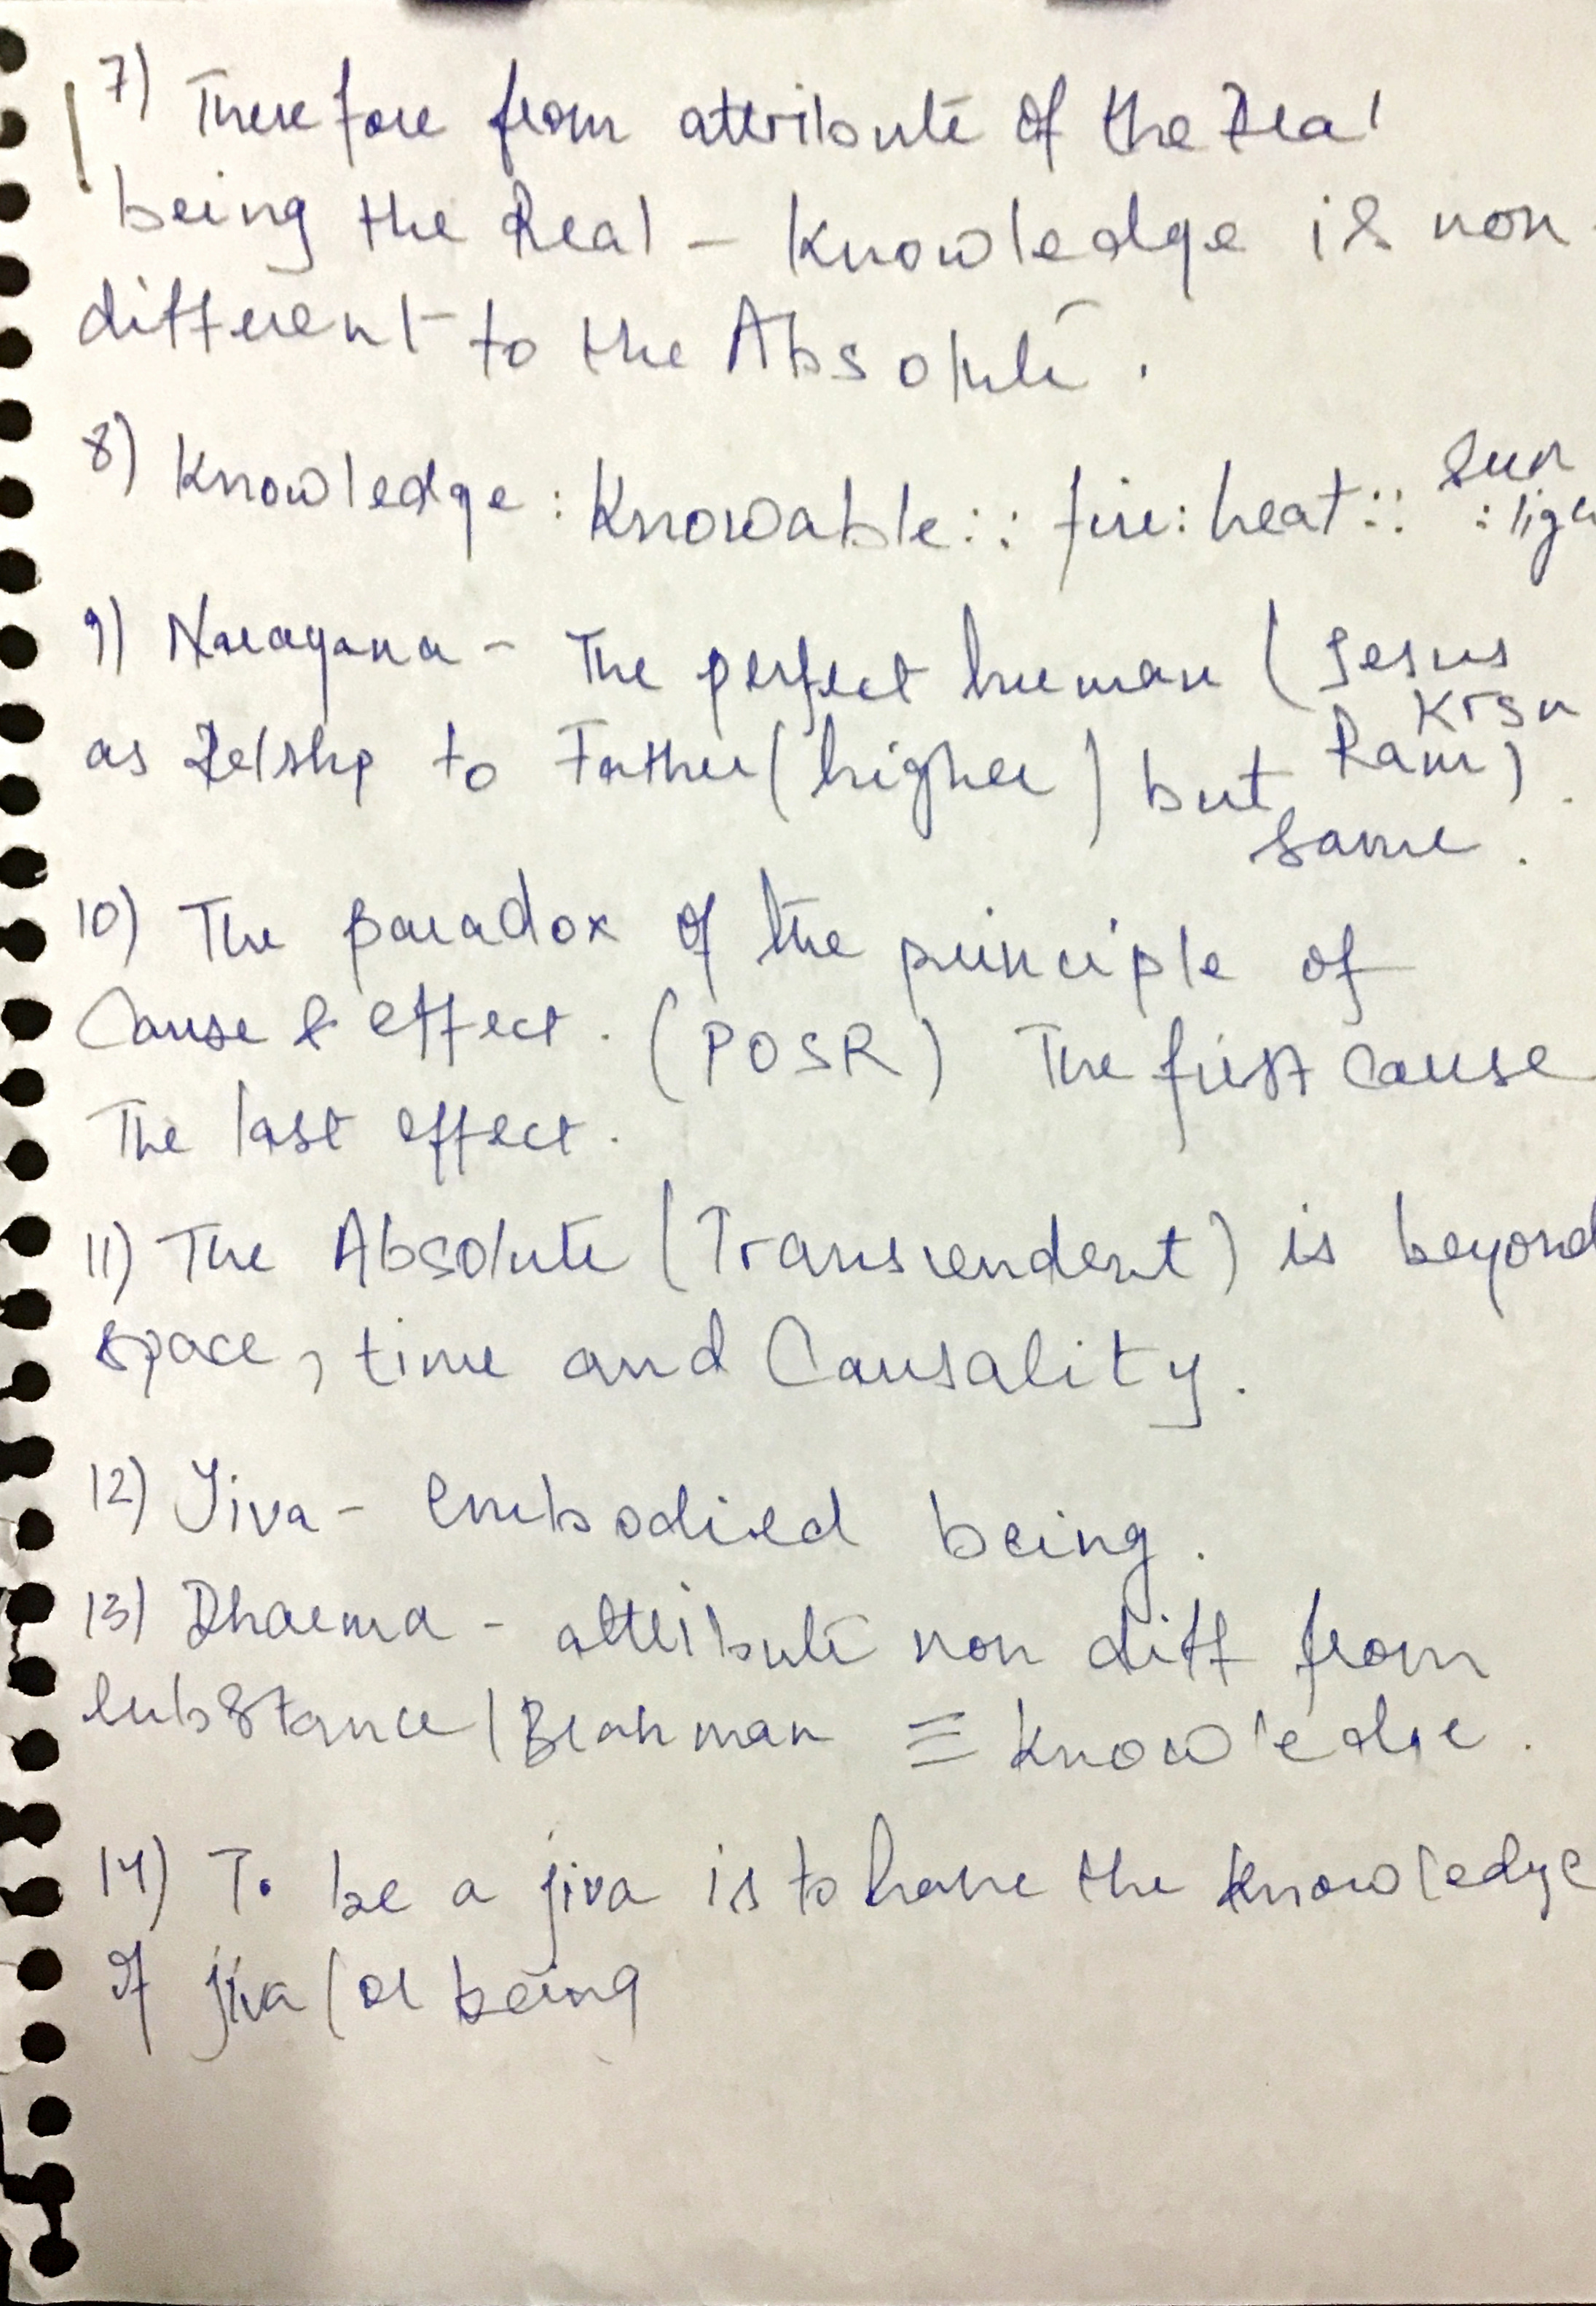 7) Therefore from attribute of the Real
being the Real - Knowledge is non-
different to the Absolute.
8) Knowledge : Knowable :: fire : heat :: Sun
: ligh
9) Narayana - The perfect human (Jesus
Krsn
as Relship to Father (higher) but Ram).
same.
10) The paradox of the principle of
Cause & effect. (POSR) The first cause
The last effect.
11) The Absolute (Transcendent) is beyond
space, time and Causality.
12) Jiva - embodied being.
13) Dharma - attribute non diff from
substance / Brahman ≡ knowledge.
14) To be a jiva is to have the knowledge
of jiva / or being